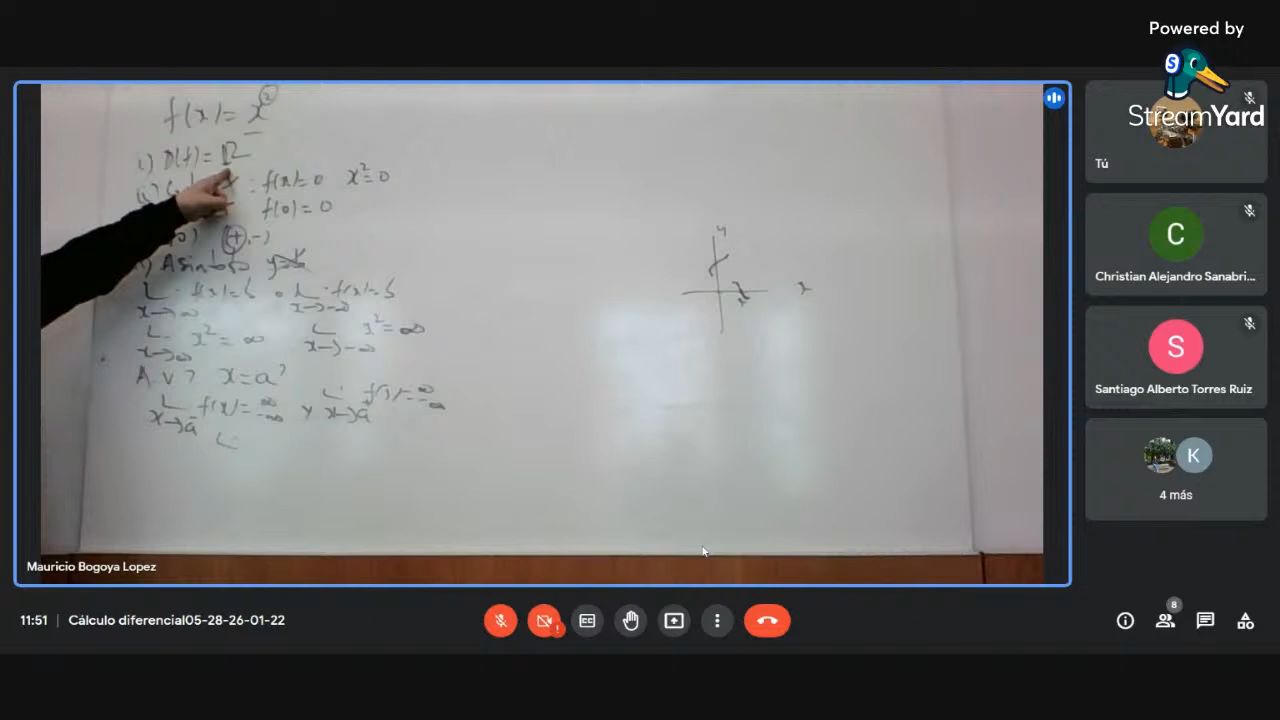 Powered by
StreamYard
f(x) = x²
i) D(f) = ℝ
: f(x) = 0 x² = 0
f(0) = 0
(+, -)
Asintota y = k
L f(x) = b o L f(x) = b
x→∞ x→-∞
L x² = ∞ L x² = ∞
x→∞ x→-∞
A V ? x = a?
L f(x) = ∞ -∞ y L f(x) = ∞ -∞
x→a⁻ x→a⁺
L
y
x
Tú
Christian Alejandro Sanabri...
Santiago Alberto Torres Ruiz
4 más
C
S
K
Mauricio Bogoya Lopez
11:51 | Cálculo diferencial05-28-26-01-22
8